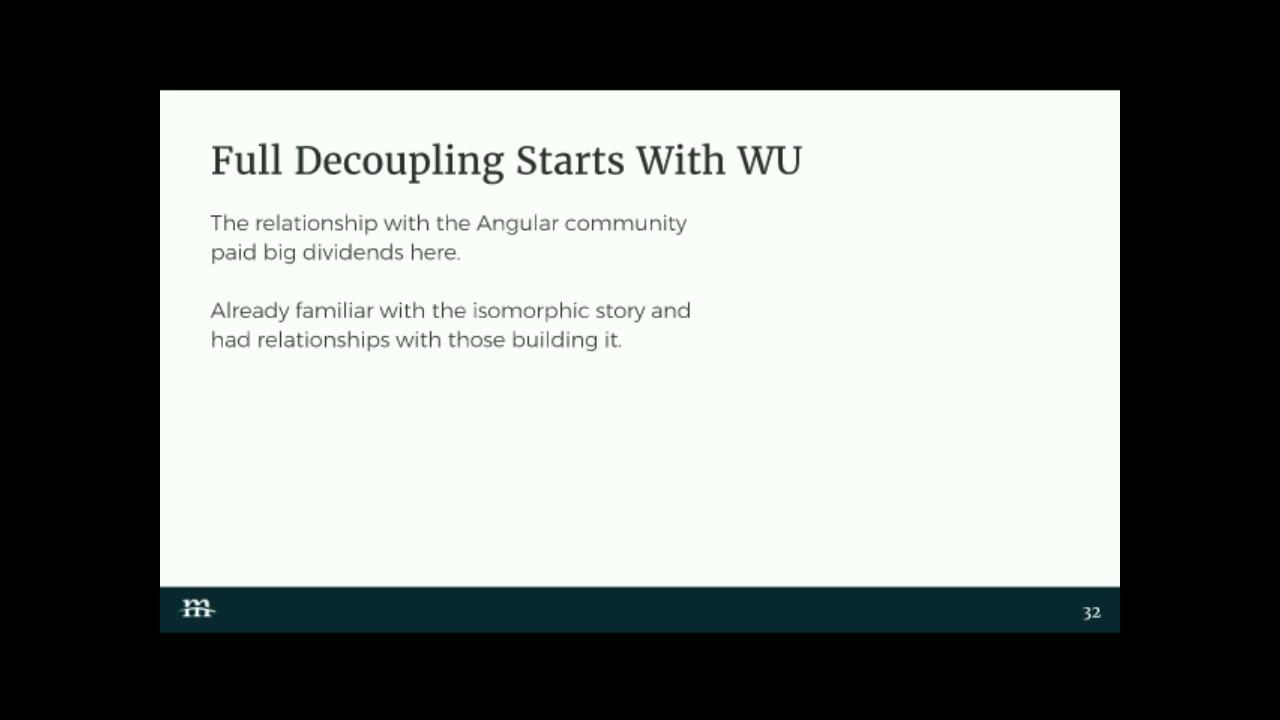 Full Decoupling Starts With WU
The relationship with the Angular community
paid big dividends here.
Already familiar with the isomorphic story and
had relationships with those building it.
m
32